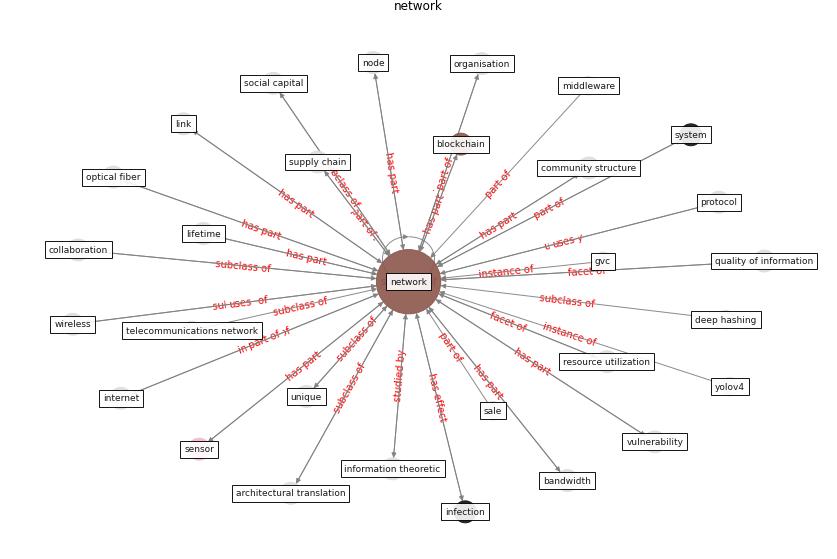 network
node
organisation
social capital
middleware
link
system
blockchain
supply chain
community structure
optical fiber
has part
part of
part of
has part
protocol
has part
part of
has part
part of
lifetime
has part
collaboration
has part
uses
gvc
quality of information
subclass of
instance of
facet of
network
wireless
uses
subclass of
subclass of
deep hashing
telecommunications network
facet of
instance of
in part of
subclass of
part of
has part
resource utilization
has part
has part
yolov4
internet
unique
studied by
has effect
sale
subclass of
vulnerability
sensor
information theoretic
bandwidth
architectural translation
infection